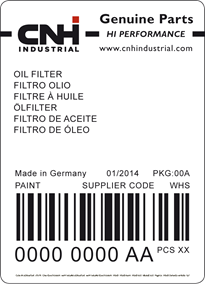 CNH
INDUSTRIAL
Genuine Parts
HI PERFORMANCE
www.cnhindustrial.com
OIL FILTER
FILTRO OLIO
FILTRE À HUILE
ÖLFILTER
FILTRO DE ACEITE
FILTRO DE ÓLEO
Made in Germany 01/2014 PKG:00A
PAINT SUPPLIER CODE WHS
0000 0000 AA PCS XX